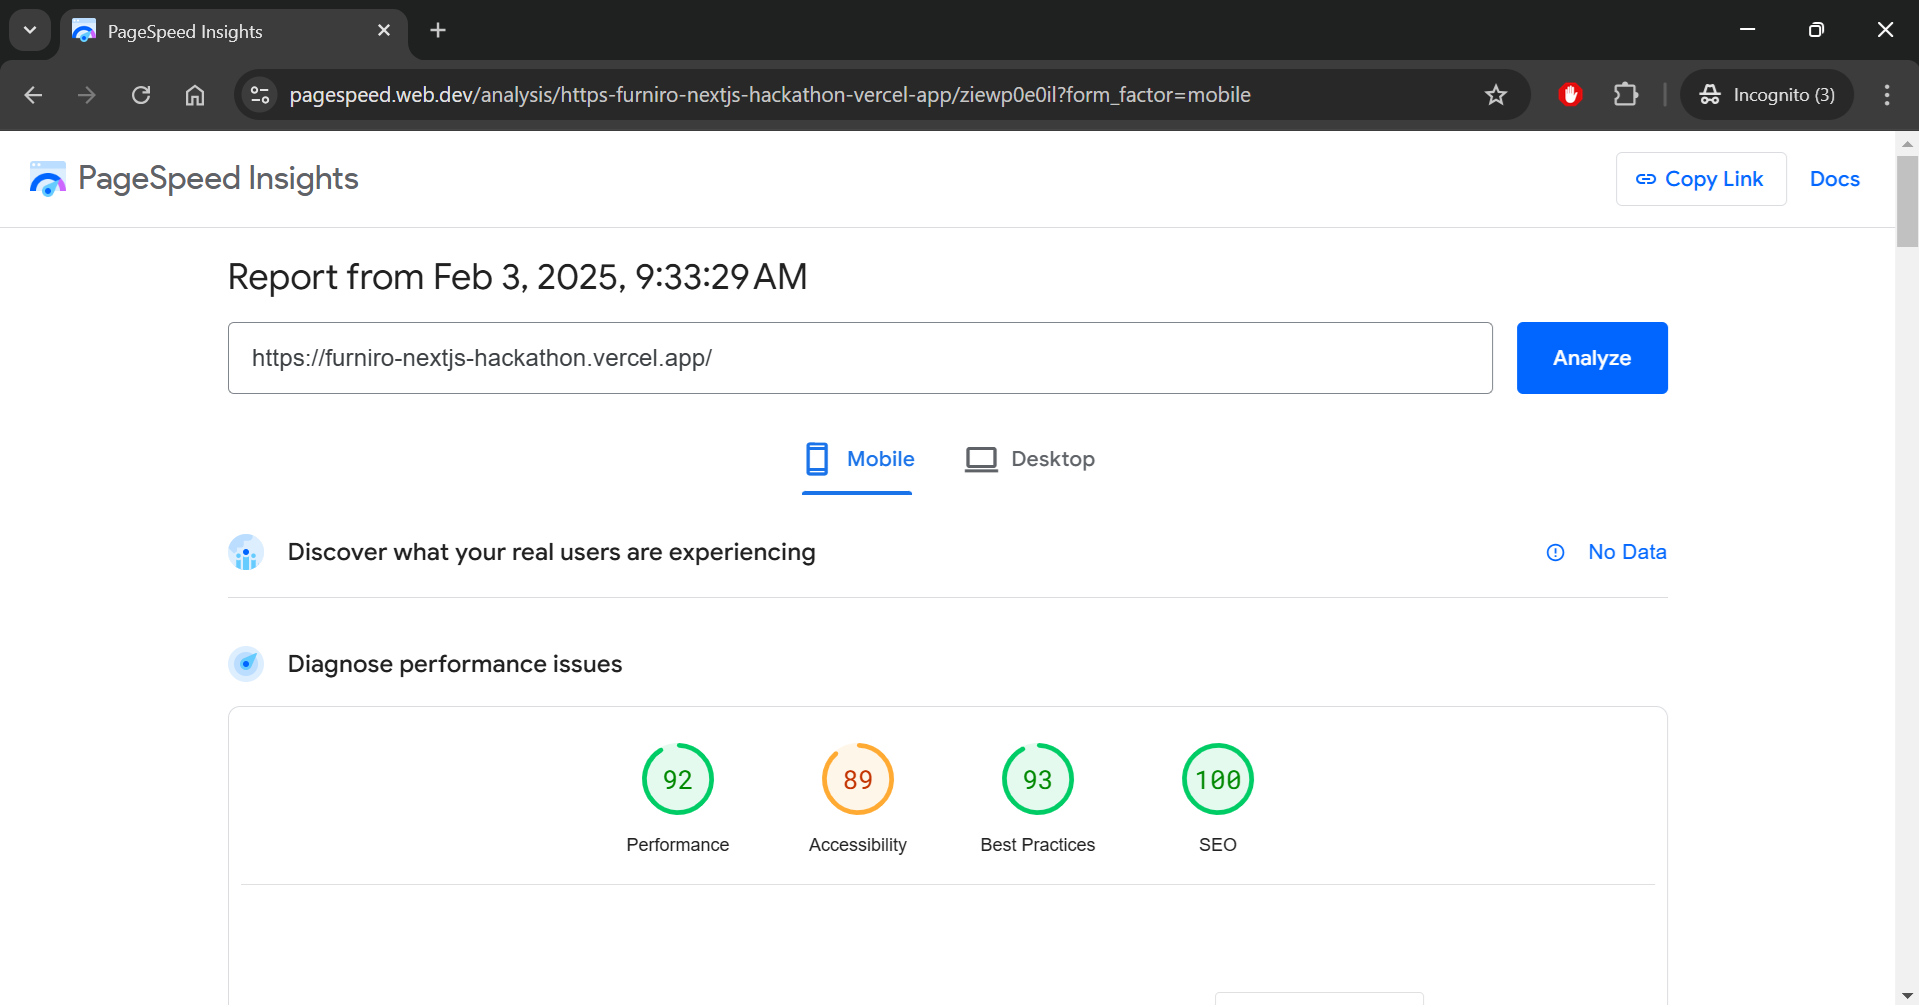 PageSpeed Insights
pagespeed.web.dev/analysis/https-furniro-nextjs-hackathon-vercel-app/ziewp0e0il?form_factor=mobile
Incognito (3)
PageSpeed Insights
Copy Link
Docs
Report from Feb 3, 2025, 9:33:29 AM
https://furniro-nextjs-hackathon.vercel.app/
Analyze
Mobile
Desktop
Discover what your real users are experiencing
No Data
Diagnose performance issues
92
89
93
100
Performance
Accessibility
Best Practices
SEO